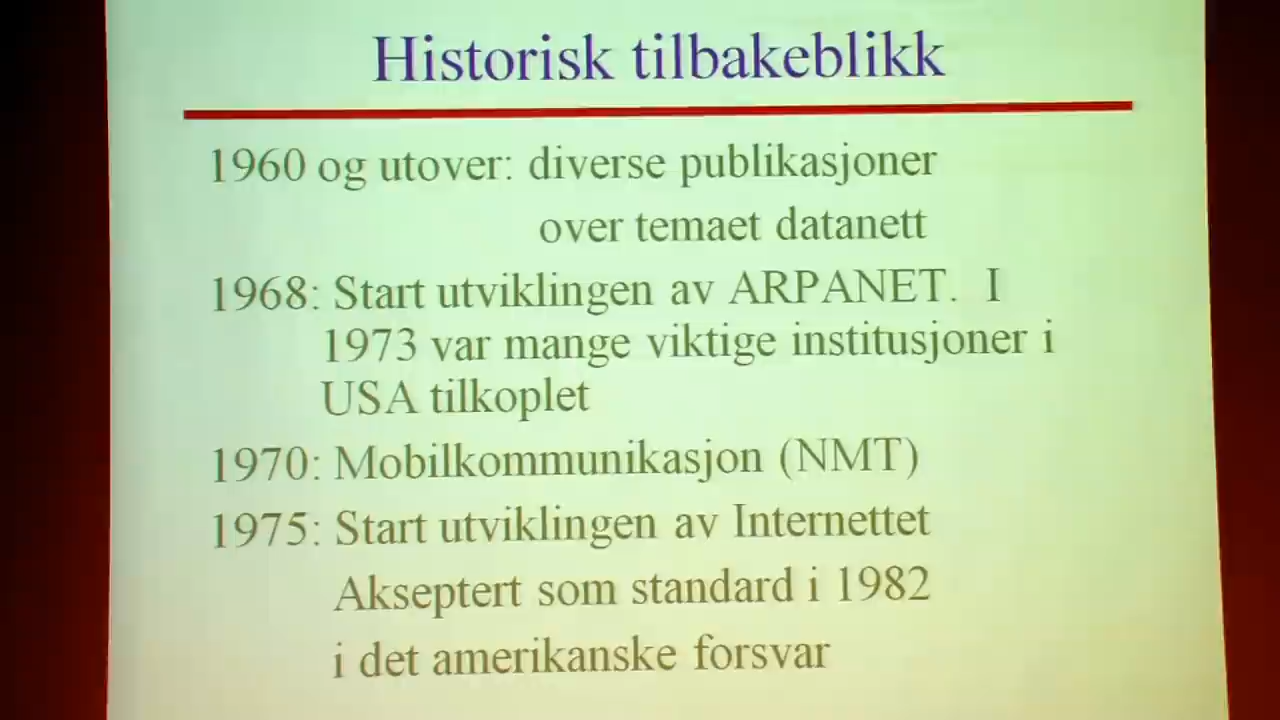 Historisk tilbakeblikk
1960 og utover: diverse publikasjoner
over temaet datanett
1968: Start utviklingen av ARPANET. I
1973 var mange viktige institusjoner i
USA tilkoplet
1970: Mobilkommunikasjon (NMT)
1975: Start utviklingen av Internettet
Akseptert som standard i 1982
i det amerikanske forsvar